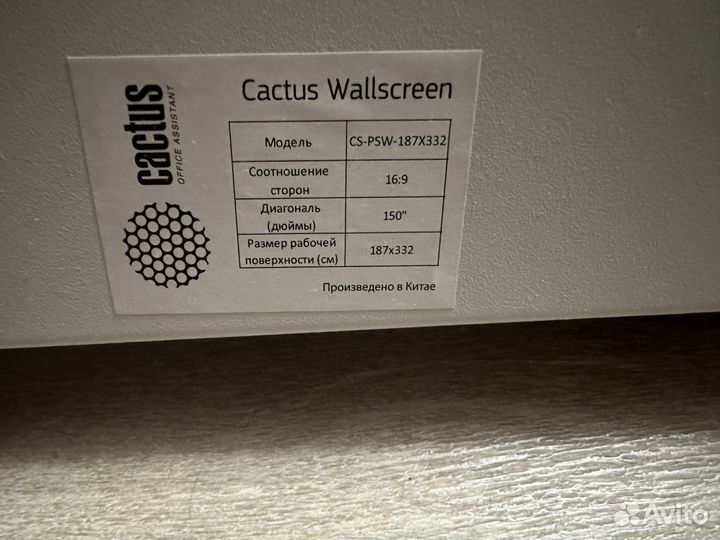 cactus
OFFICE ASSISTANT
Cactus Wallscreen
Модель CS-PSW-187X332
Соотношение
сторон 16:9
Диагональ
(дюймы) 150"
Размер рабочей
поверхности (см) 187x332
Произведено в Китае
Avito